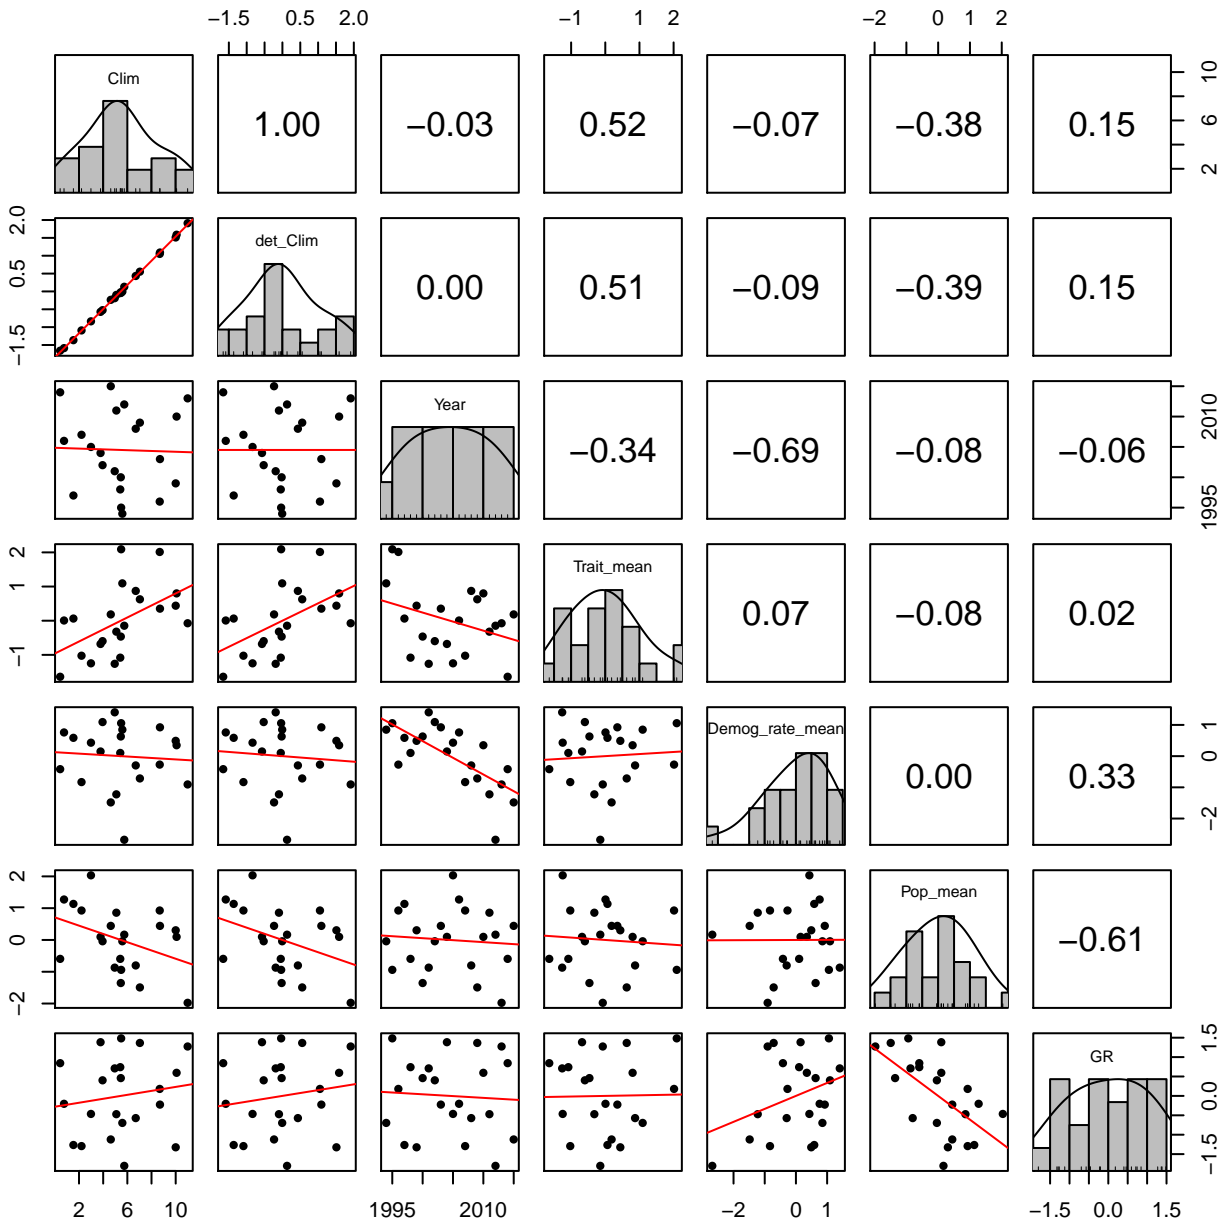 −1.5 0.5 2.0 −1 1 2 −2 0 2
Clim 1.00 −0.03 0.52 −0.07 −0.38 0.15 2 6 10
−1.5 0.5 2.0 det_Clim 0.00 0.51 −0.09 −0.39 0.15
Year −0.34 −0.69 −0.08 −0.06 1995 2010
−1 1 2 Trait_mean 0.07 −0.08 0.02
Demog_rate_mean 0.00 0.33 −2 0 1
−2 0 1 2 Pop_mean −0.61
GR −1.5 0.0 1.5
2 6 10 1995 2010 −2 0 −1.5 0.0 1.5